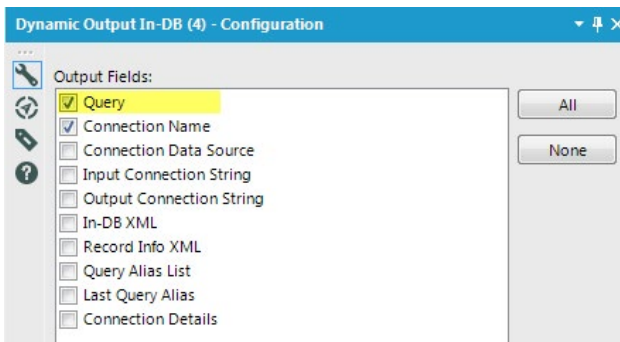 Dynamic Output In-DB (4) - Configuration
Output Fields:
Query
Connection Name
Connection Data Source
Input Connection String
Output Connection String
In-DB XML
Record Info XML
Query Alias List
Last Query Alias
Connection Details
All
None